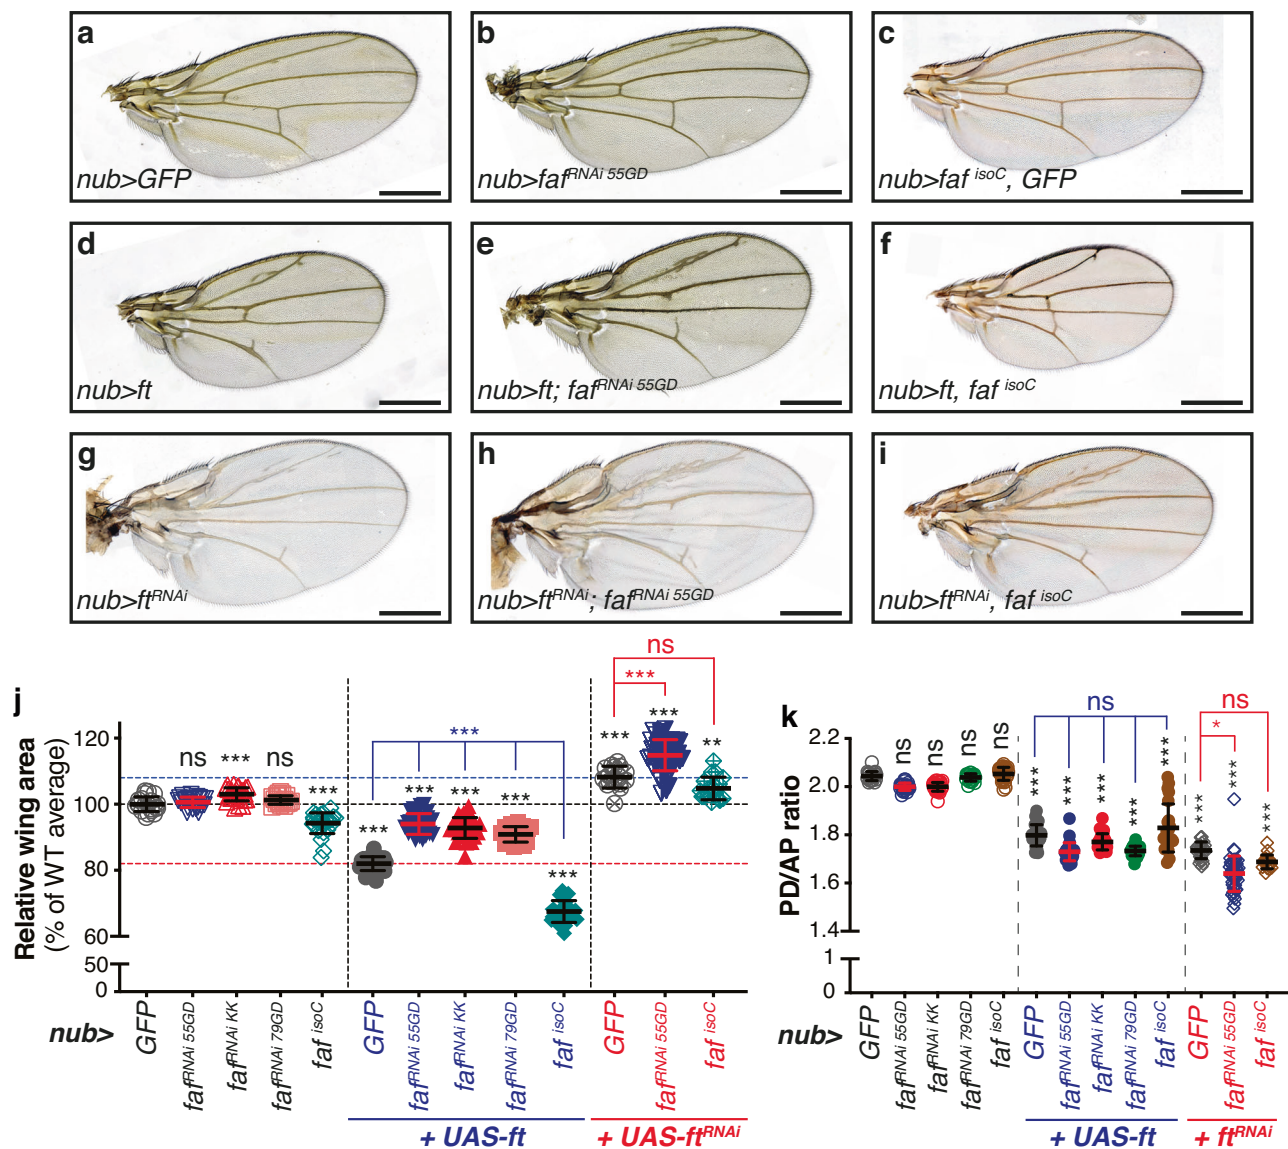 a
nub>GFP
b
nub>faf RNAi 55GD
c
nub>faf isoC, GFP
d
nub>ft
e
nub>ft; faf RNAi 55GD
f
nub>ft, faf isoC
g
nub>ft RNAi
h
nub>ft RNAi; faf RNAi 55GD
i
nub>ft RNAi, faf isoC
j
Relative wing area
(% of WT average)
120
100
80
60
50
0
ns
***
ns
***
***
***
***
***
***
***
***
***
**
***
ns
nub>
GFP
faf RNAi 55GD
faf RNAi KK
faf RNAi 79GD
faf isoC
GFP
faf RNAi 55GD
faf RNAi KK
faf RNAi 79GD
faf isoC
GFP
faf RNAi 55GD
faf isoC
+ UAS-ft
+ UAS-ft RNAi
k
PD/AP ratio
2.2
2.0
1.8
1.6
1.4
1
0
ns
ns
ns
ns
***
***
***
***
***
ns
***
***
***
*
ns
nub>
GFP
faf RNAi 55GD
faf RNAi KK
faf RNAi 79GD
faf isoC
GFP
faf RNAi 55GD
faf RNAi KK
faf RNAi 79GD
faf isoC
GFP
faf RNAi 55GD
faf isoC
+ UAS-ft
+ ft RNAi